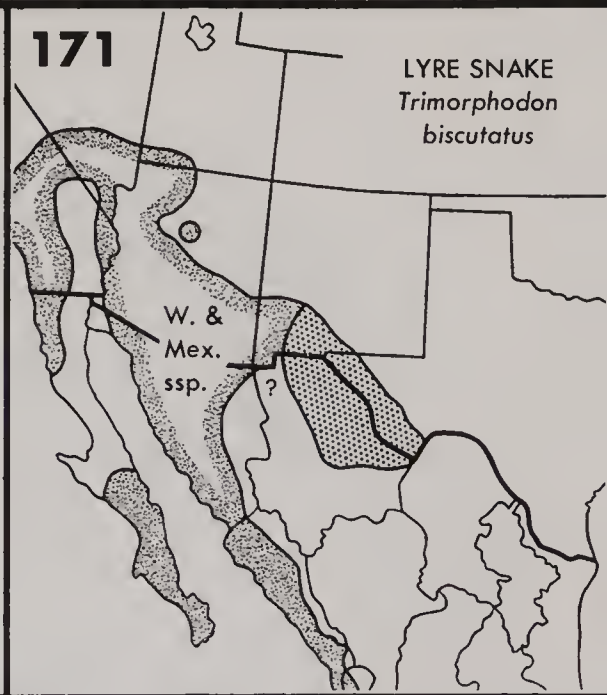 171
LYRE SNAKE
Trimorphodon
biscutatus
W. &
Mex.
ssp.
?